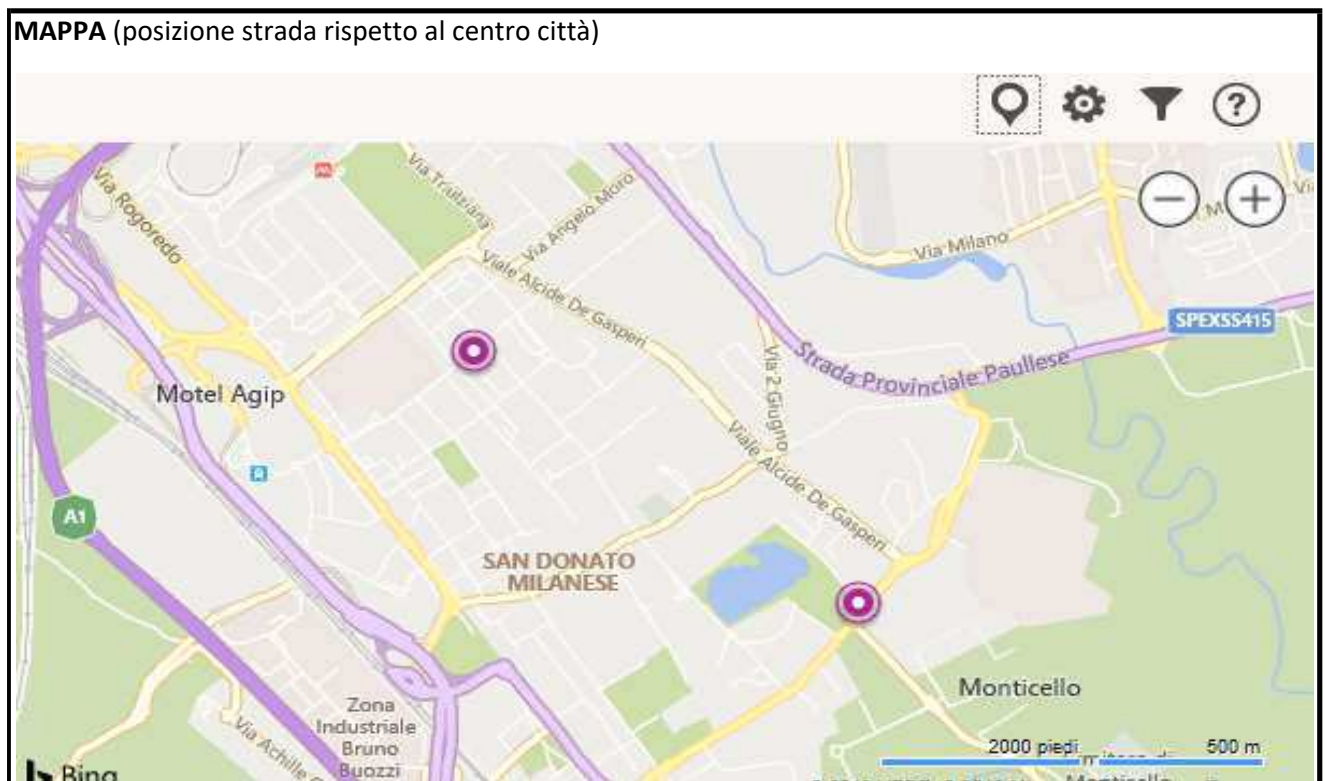 MAPPA (posizione strada rispetto al centro città)
?
Via Rogoredo
Via Angelo Moro
Viale Alcide De Gasperi
Via Milano
SPEXSS415
Strada Provinciale Paullese
Via 2 Giugno
Motel Agip
Viale Alcide De Gasperi
A1
SAN DONATO
MILANESE
Monticello
Zona
Industriale
Bruno
Buozzi
Via Achille
2000 piedi
500 m
Bing
Monticello